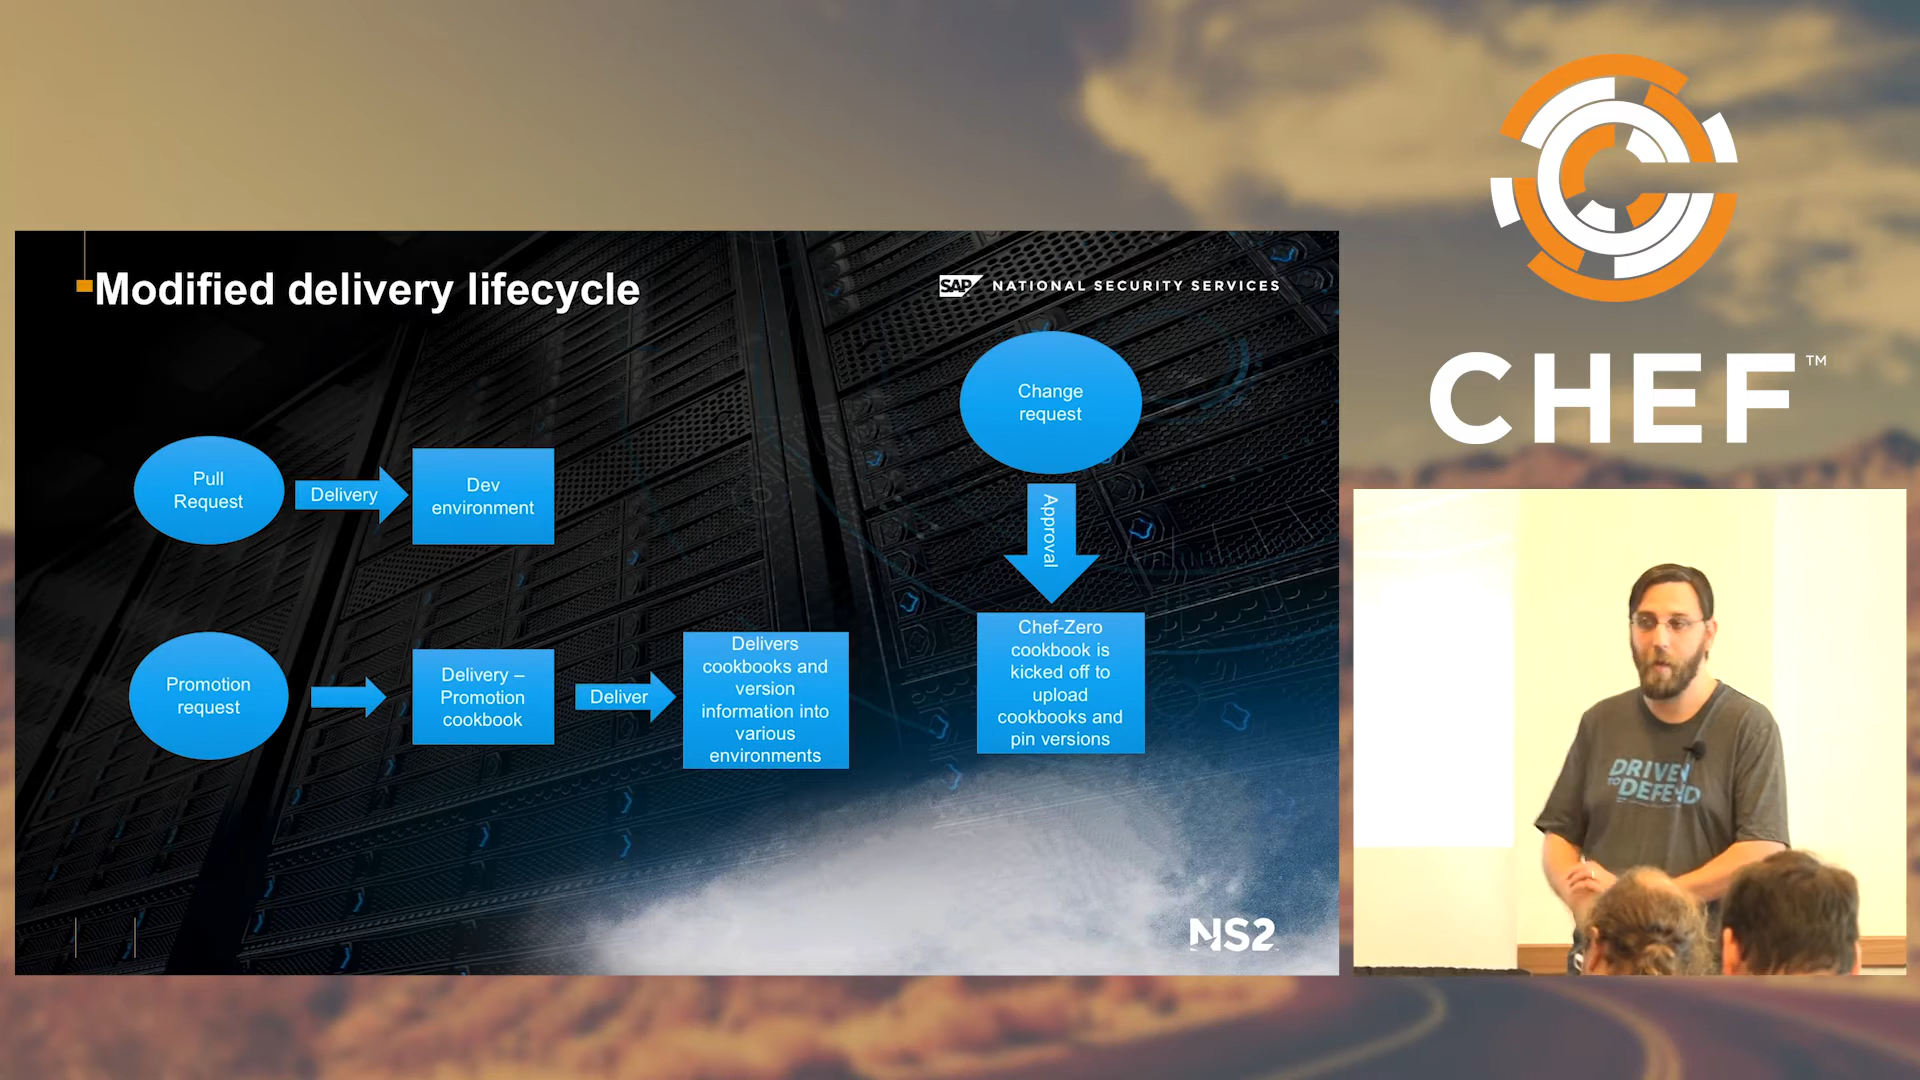 Modified delivery lifecycle
SAP NATIONAL SECURITY SERVICES
Change
request
Pull
Request
Delivery
Dev
environment
Approval
Promotion
request
Delivery –
Promotion
cookbook
Deliver
Delivers
cookbooks and
version
information into
various
environments
Chef-Zero
cookbook is
kicked off to
upload
cookbooks and
pin versions
NS2
CHEF™
DRIVEN
TO DEFEND